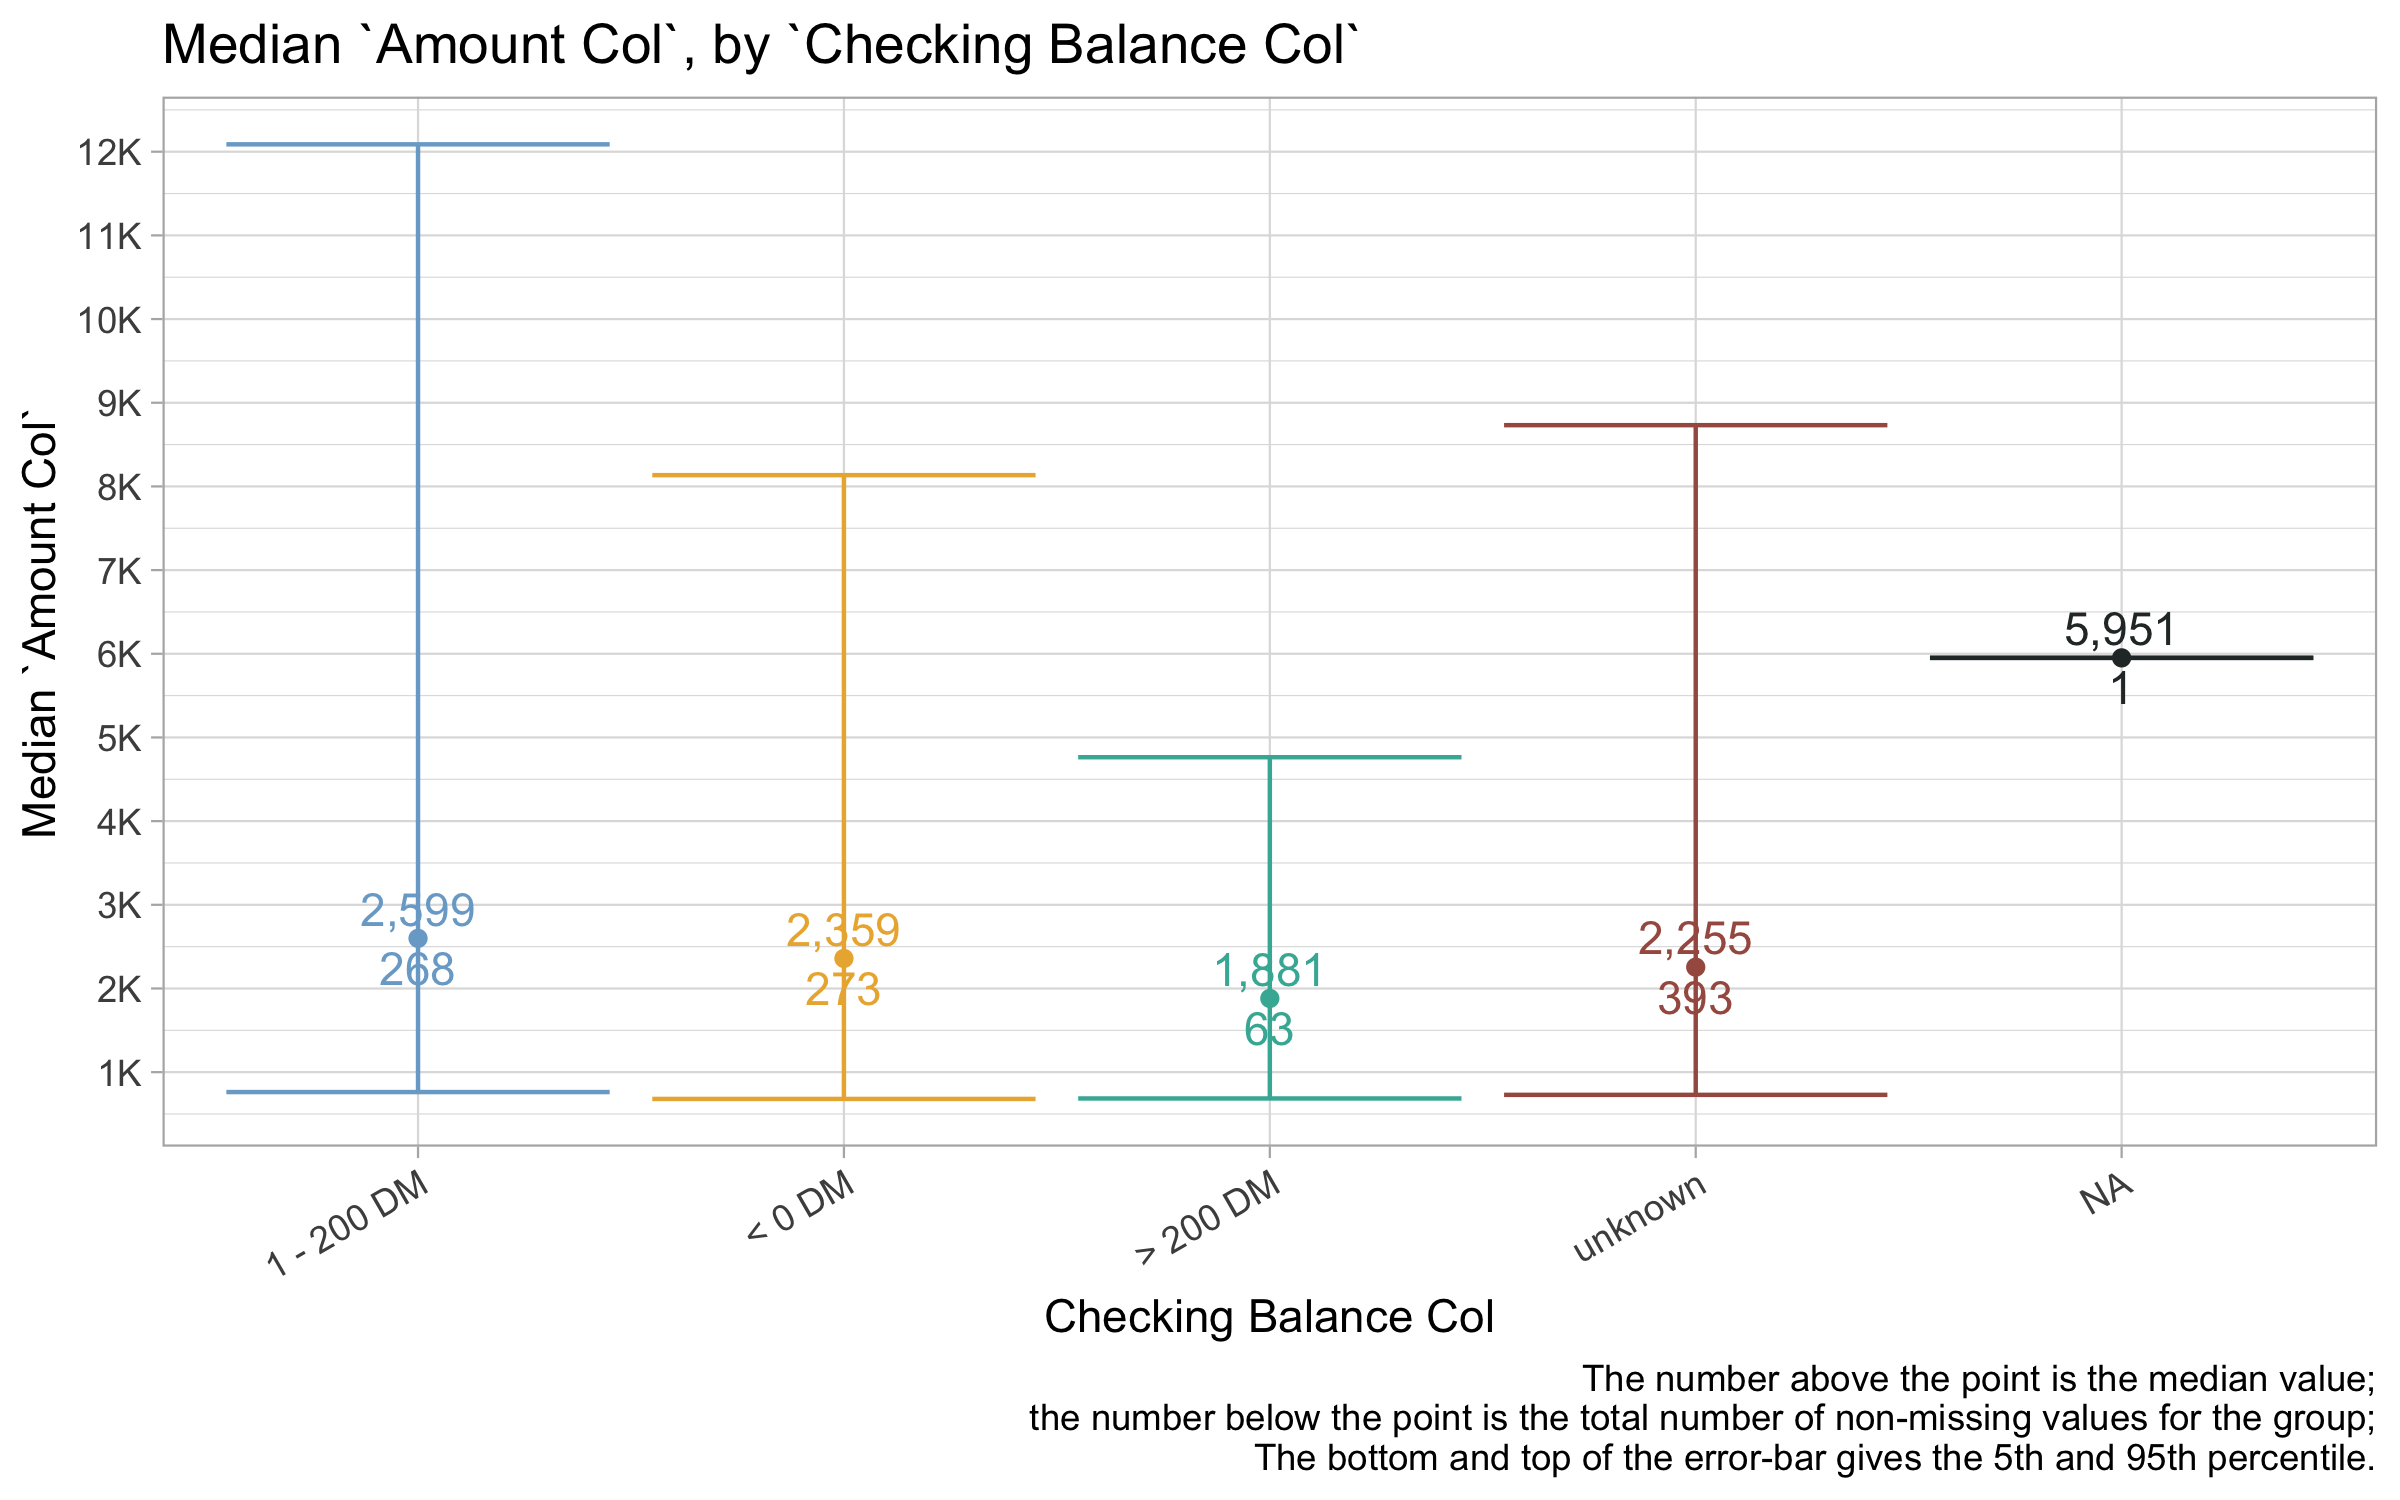 Median `Amount Col`, by `Checking Balance Col`
Median `Amount Col`
12K
11K
10K
9K
8K
7K
6K
5K
4K
3K
2K
1K
2,599
268
2,359
273
1,881
63
2,255
393
5,951
1
1 - 200 DM
< 0 DM
> 200 DM
unknown
NA
Checking Balance Col
The number above the point is the median value;
the number below the point is the total number of non-missing values for the group;
The bottom and top of the error-bar gives the 5th and 95th percentile.